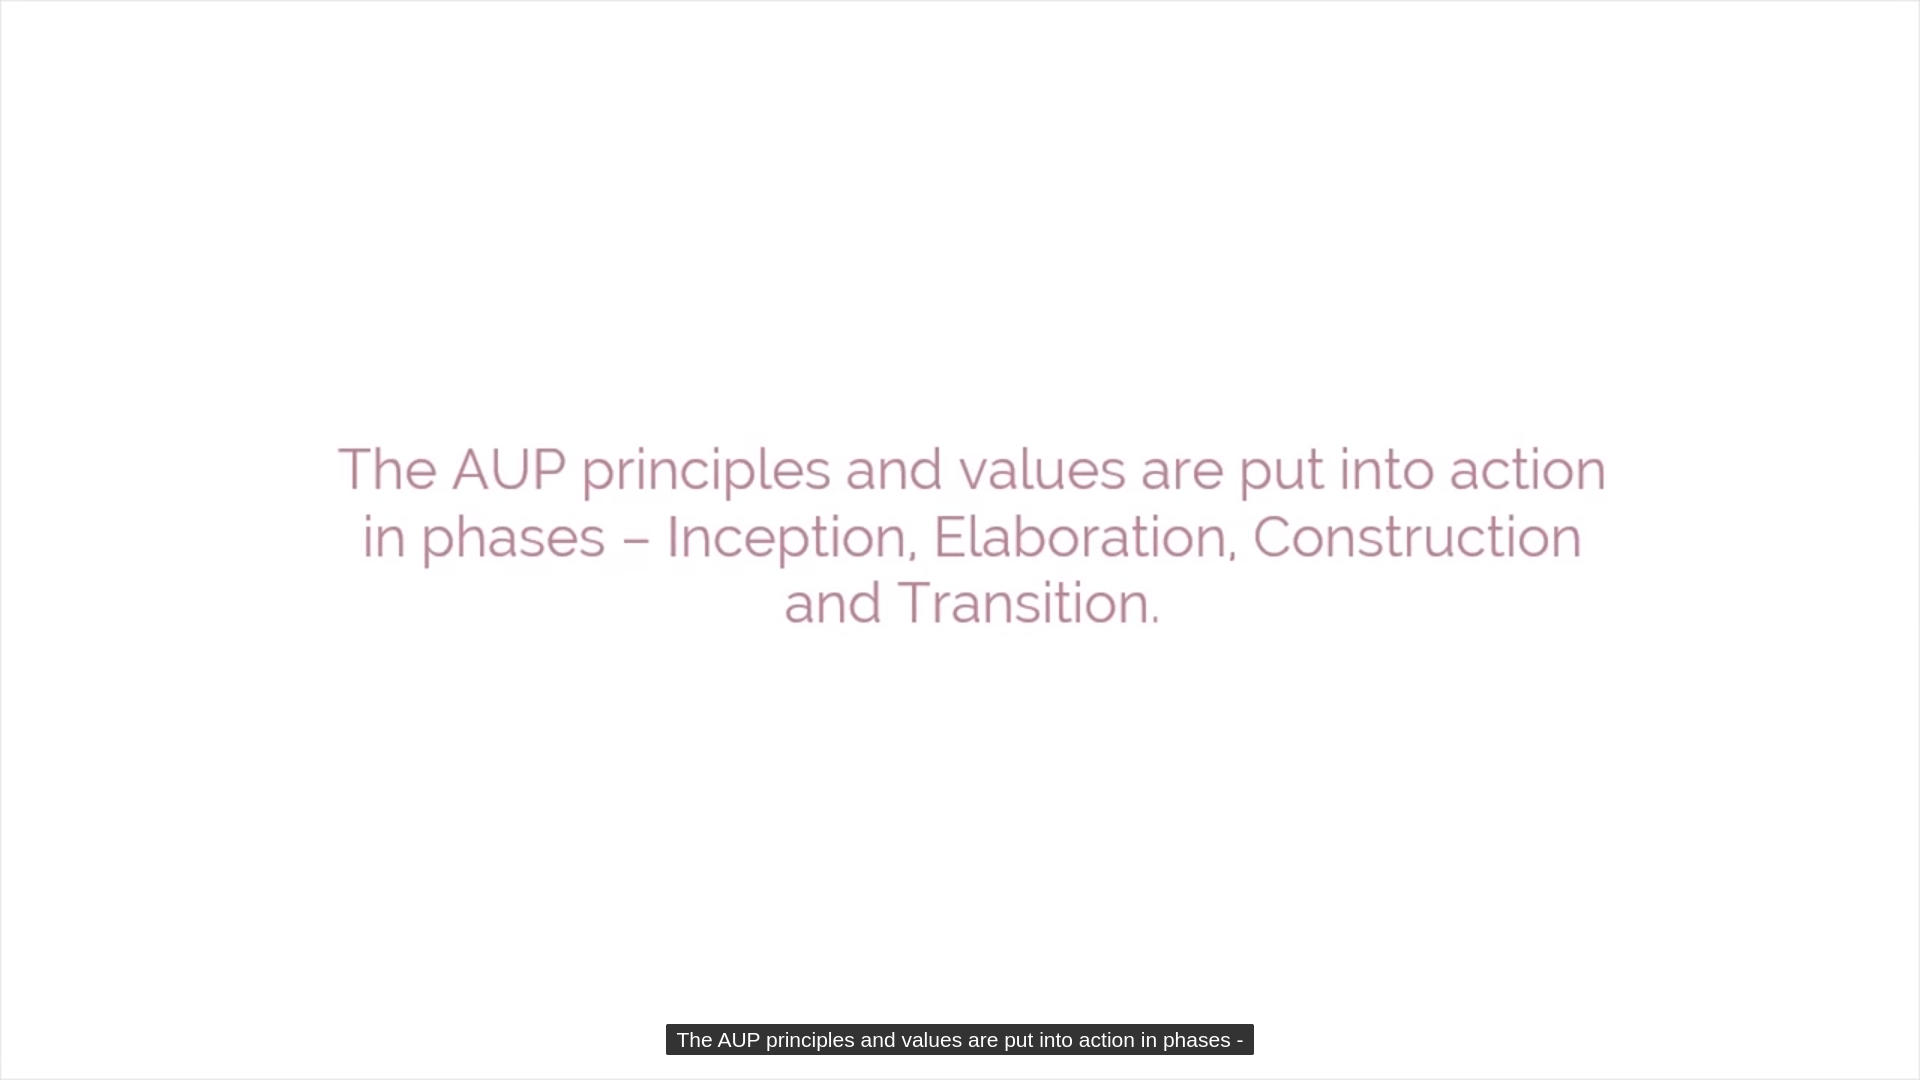 The AUP principles and values are put into action
in phases – Inception, Elaboration, Construction
and Transition.
The AUP principles and values are put into action in phases -